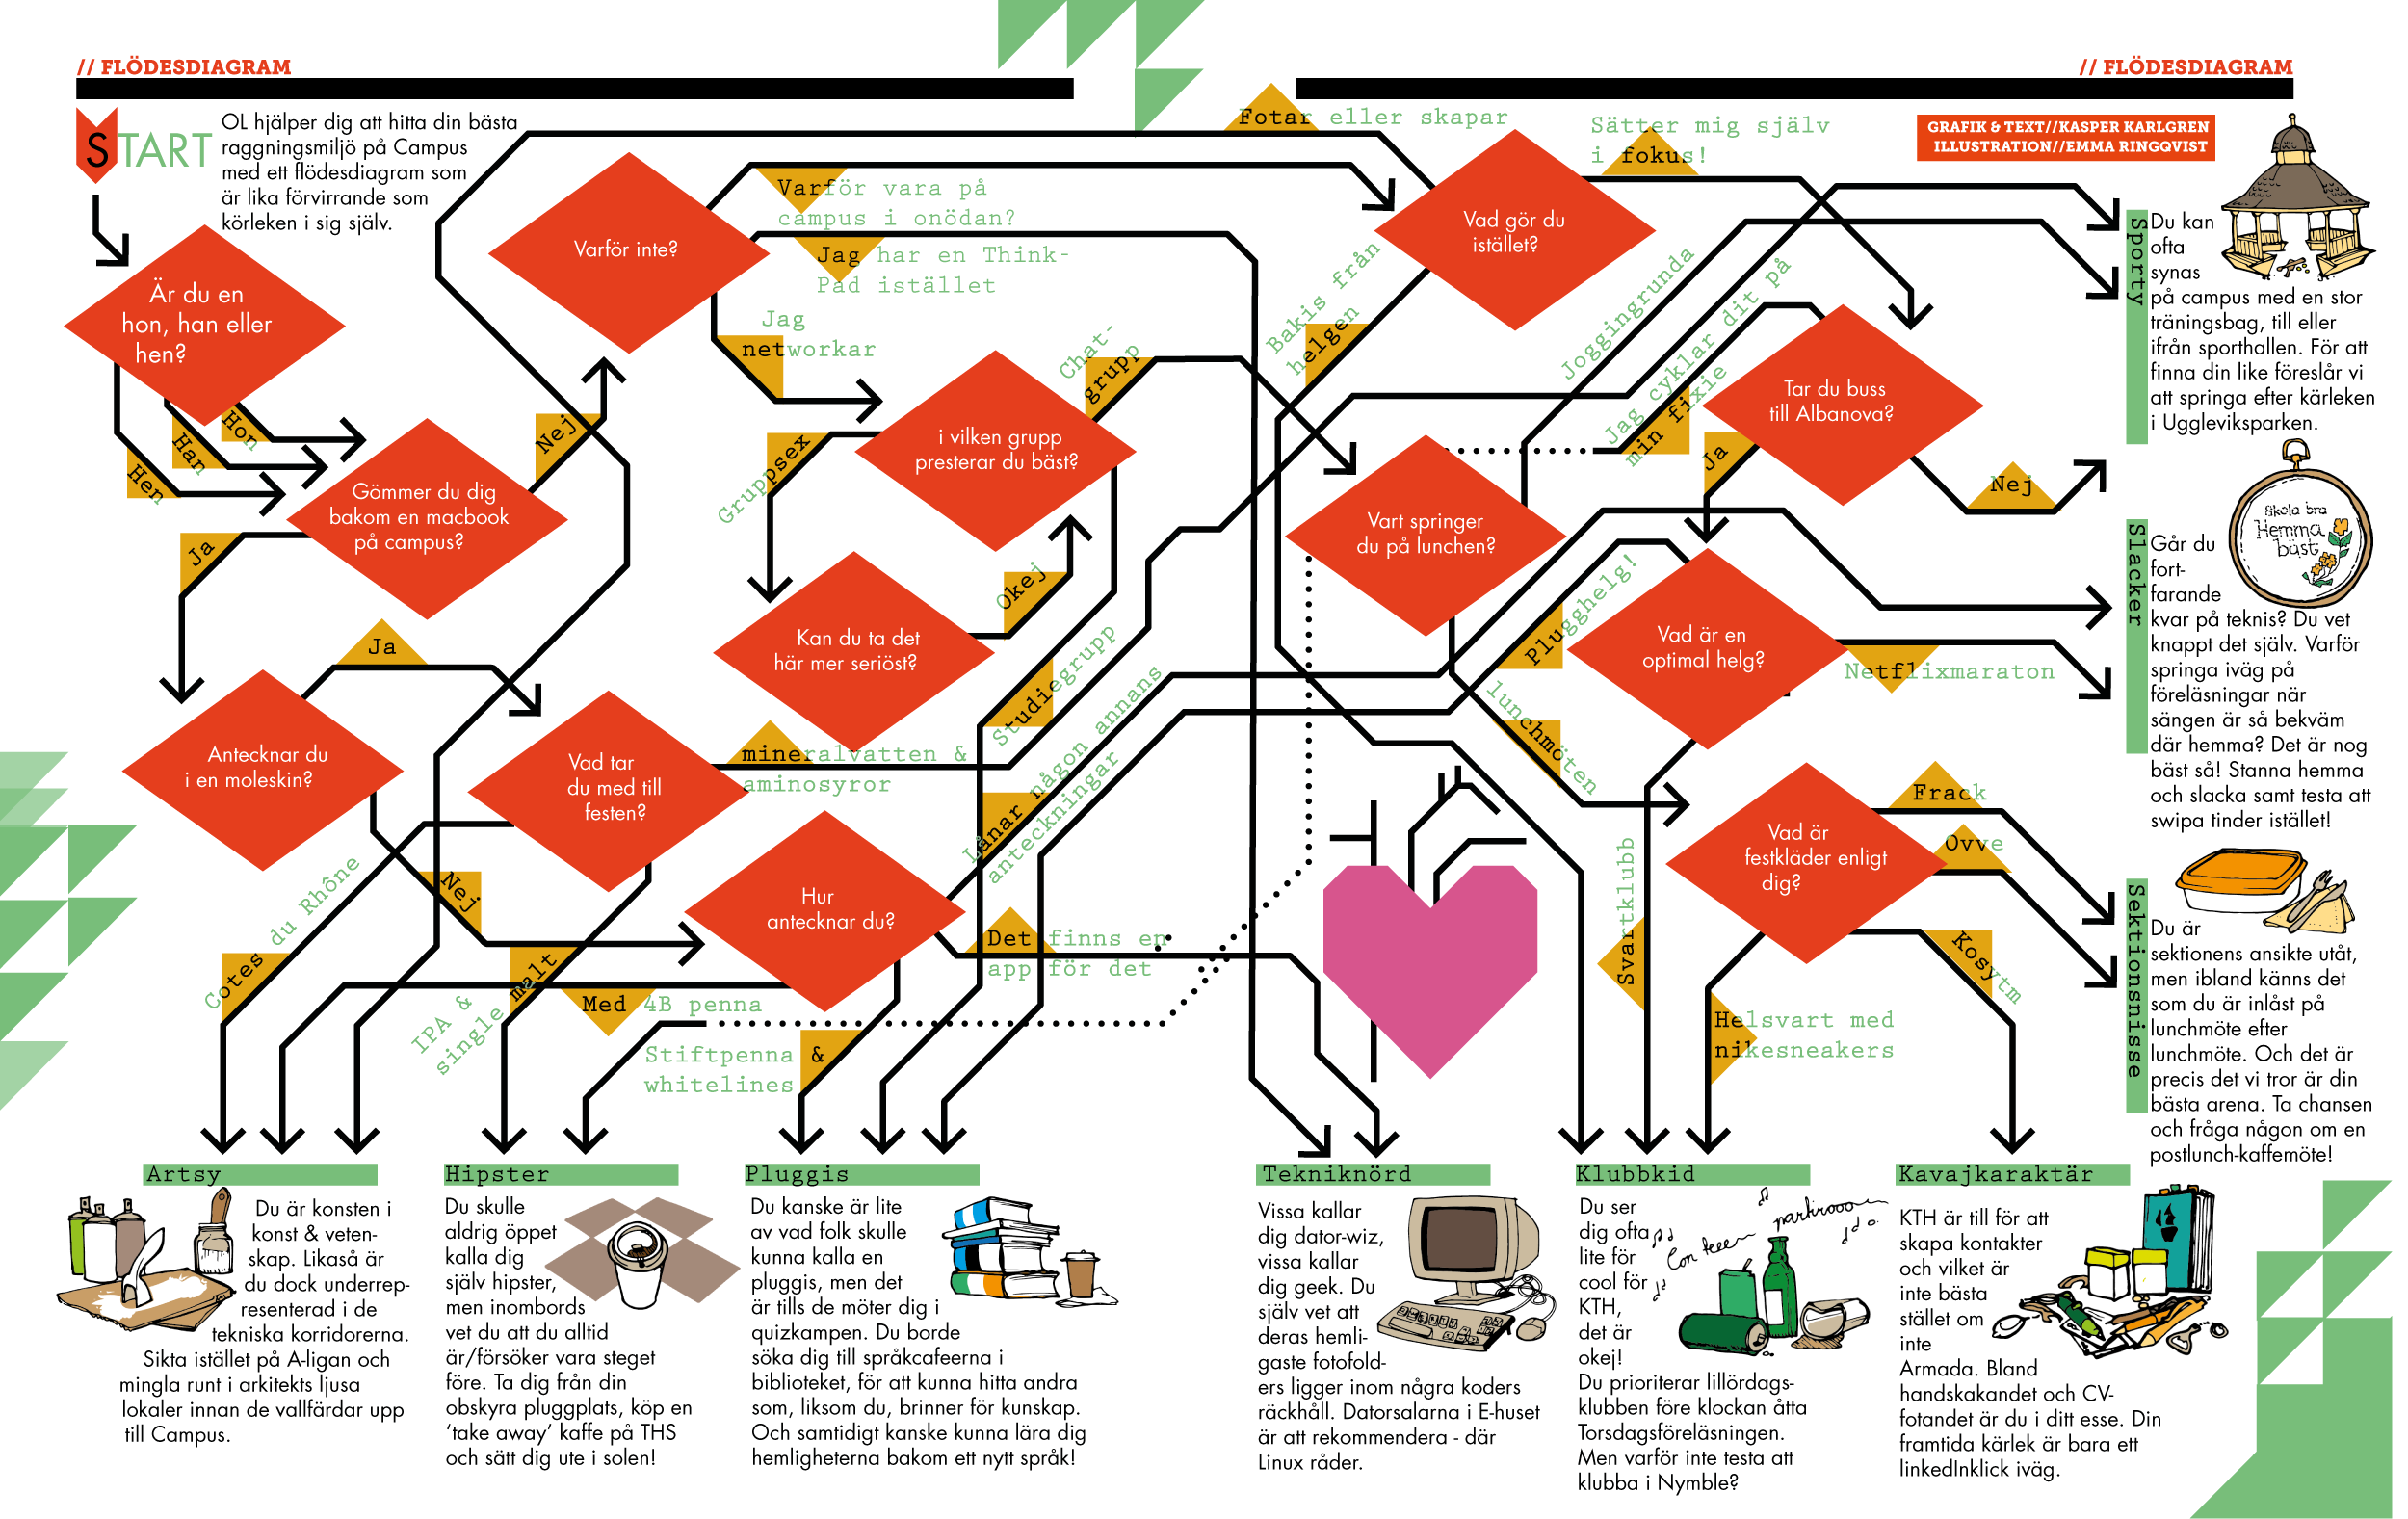 // FLÖDESDIAGRAM
// FLÖDESDIAGRAM
START
OL hjälper dig att hitta din bästa
raggningsmiljö på Campus
med ett flödesdiagram som
är lika förvirrande som
körleken i sig själv.
GRAFIK & TEXT//KASPER KARLGREN
ILLUSTRATION//EMMA RINGQVIST
Är du en
hon, han eller
hen?
Hon
Han
Hen
Gömmer du dig
bakom en macbook
på campus?
Nej
Ja
Varför inte?
Varför vara på
campus i onödan?
Jag har en Think-
Pad istället
Jag
networkar
Fotar eller skapar
Vad gör du
istället?
Sätter mig själv
i fokus!
Bakis från
helgen
i vilken grupp
presterar du bäst?
Chat-
grupp
Gruppsex
Kan du ta det
här mer seriöst?
Okej
Studiegrupp
Joggingrunda
Jag cyklar dit på
min fixie
Tar du buss
till Albanova?
Ja
Nej
Vart springer
du på lunchen?
lunchmöten
Plugghelg!
Vad är en
optimal helg?
Netflixmaraton
Svartklubb
Antecknar du
i en moleskin?
Ja
Nej
Vad tar
du med till
festen?
mineralvatten &
aminosyror
Cotes du Rhône
IPA &
single malt
Hur
antecknar du?
Lånar någon annans
anteckningar
Det finns en
app för det
Med 4B penna
Stiftpenna &
whitelines
Vad är
festkläder enligt
dig?
Frack
Ovve
Kosytm
Helsvart med
nikesneakers
Sporty
Du kan
ofta
synas
på campus med en stor
träningsbag, till eller
ifrån sporthallen. För att
finna din like föreslår vi
att springa efter kärleken
i Uggleviksparken.
Slacker
Skola bra
Hemma
bäst
Går du
fort-
farande
kvar på teknis? Du vet
knappt det själv. Varför
springa iväg på
föreläsningar när
sängen är så bekväm
där hemma? Det är nog
bäst så! Stanna hemma
och slacka samt testa att
swipa tinder istället!
Sektionsnisse
Du är
sektionens ansikte utåt,
men ibland känns det
som du är inlåst på
lunchmöte efter
lunchmöte. Och det är
precis det vi tror är din
bästa arena. Ta chansen
och fråga någon om en
postlunch-kaffemöte!
Artsy
Du är konsten i
konst & veten-
skap. Likaså är
du dock underrep-
resenterad i de
tekniska korridorerna.
Sikta istället på A-ligan och
mingla runt i arkitekts ljusa
lokaler innan de vallfärdar upp
till Campus.
Hipster
Du skulle
aldrig öppet
kalla dig
själv hipster,
men inombords
vet du att du alltid
är/försöker vara steget
före. Ta dig från din
obskyra pluggplats, köp en
‘take away’ kaffe på THS
och sätt dig ute i solen!
Pluggis
Du kanske är lite
av vad folk skulle
kunna kalla en
pluggis, men det
är tills de möter dig i
quizkampen. Du borde
söka dig till språkcafeerna i
biblioteket, för att kunna hitta andra
som, liksom du, brinner för kunskap.
Och samtidigt kanske kunna lära dig
hemligheterna bakom ett nytt språk!
Tekniknörd
Vissa kallar
dig dator-wiz,
vissa kallar
dig geek. Du
själv vet att
deras hemli-
gaste fotofold-
ers ligger inom några koders
räckhåll. Datorsalarna i E-huset
är att rekommendera - där
Linux råder.
Klubbkid
Du ser
dig ofta
lite för
cool för
KTH,
det är
okej!
Du prioriterar lillördags-
klubben före klockan åtta
Torsdagsföreläsningen.
Men varför inte testa att
klubba i Nymble?
Kavajkaraktär
KTH är till för att
skapa kontakter
och vilket är
inte bästa
stället om
inte
Armada. Bland
handskakandet och CV-
fotandet är du i ditt esse. Din
framtida kärlek är bara ett
linkedInklick iväg.